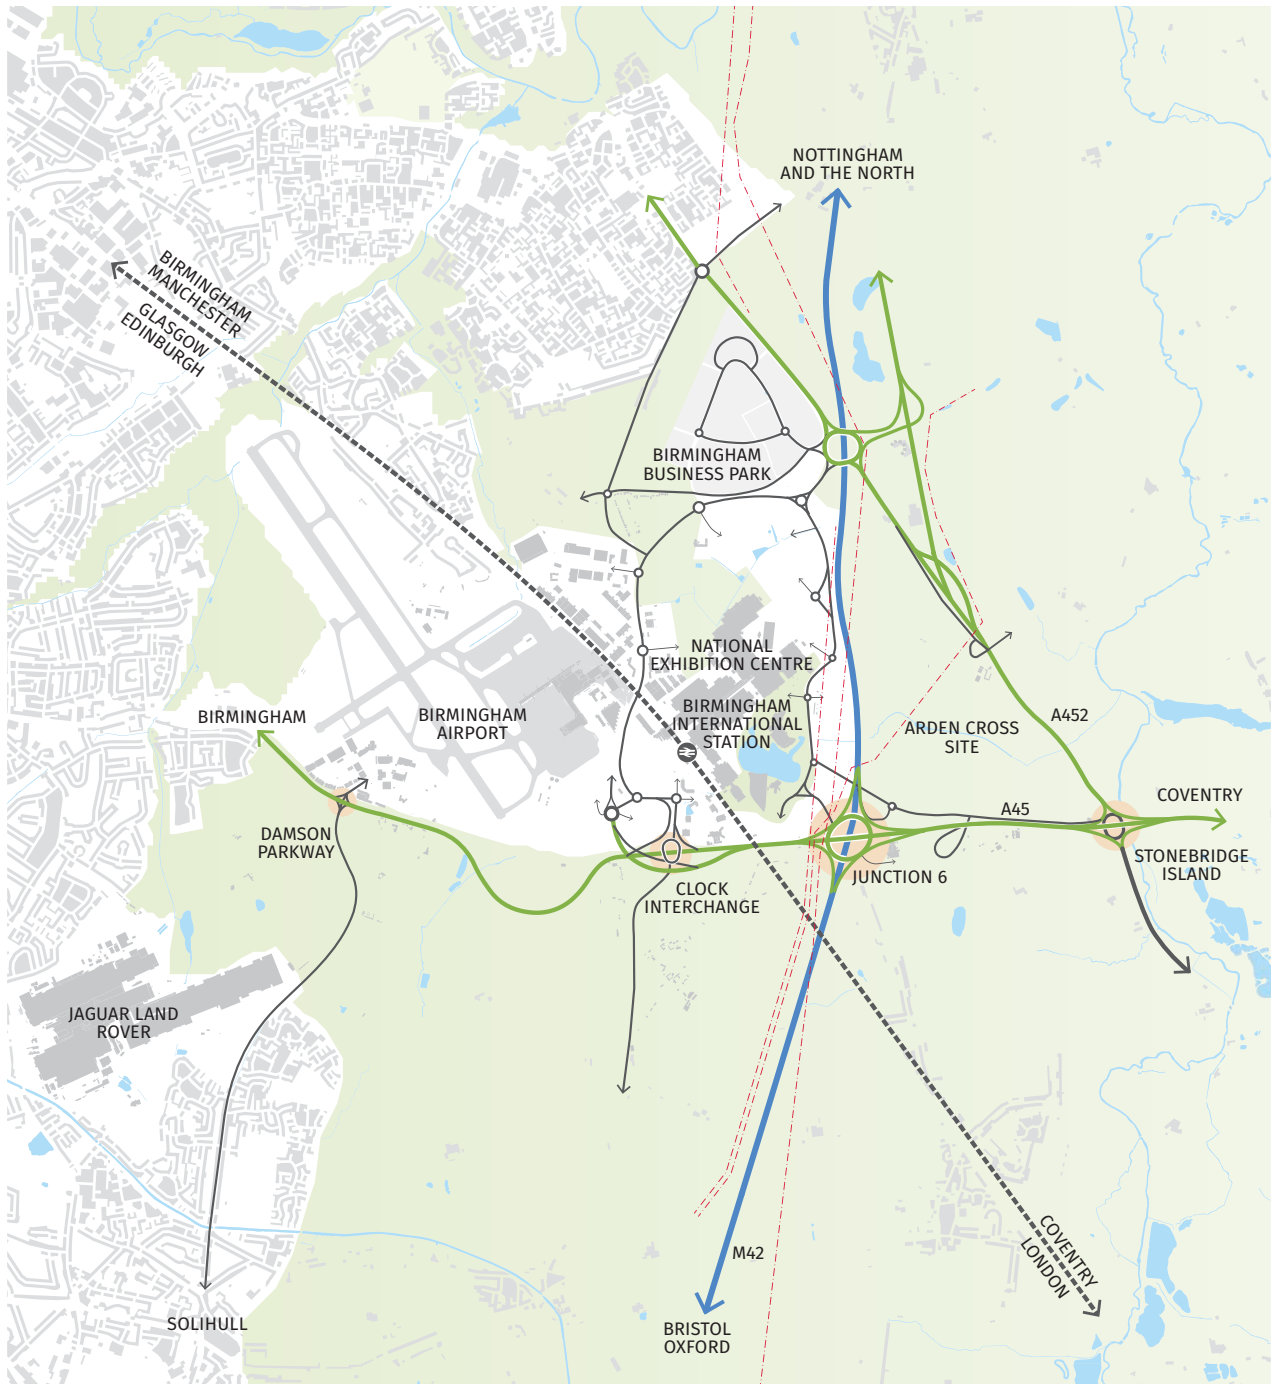 NOTTINGHAM
AND THE NORTH
BIRMINGHAM
MANCHESTER
GLASGOW
EDINBURGH
BIRMINGHAM
BUSINESS PARK
NATIONAL
EXHIBITION CENTRE
BIRMINGHAM
INTERNATIONAL
STATION
BIRMINGHAM
BIRMINGHAM
AIRPORT
ARDEN CROSS
SITE
A452
A45
COVENTRY
DAMSON
PARKWAY
STONEBRIDGE
ISLAND
JUNCTION 6
CLOCK
INTERCHANGE
JAGUAR LAND
ROVER
M42
COVENTRY
LONDON
SOLIHULL
BRISTOL
OXFORD